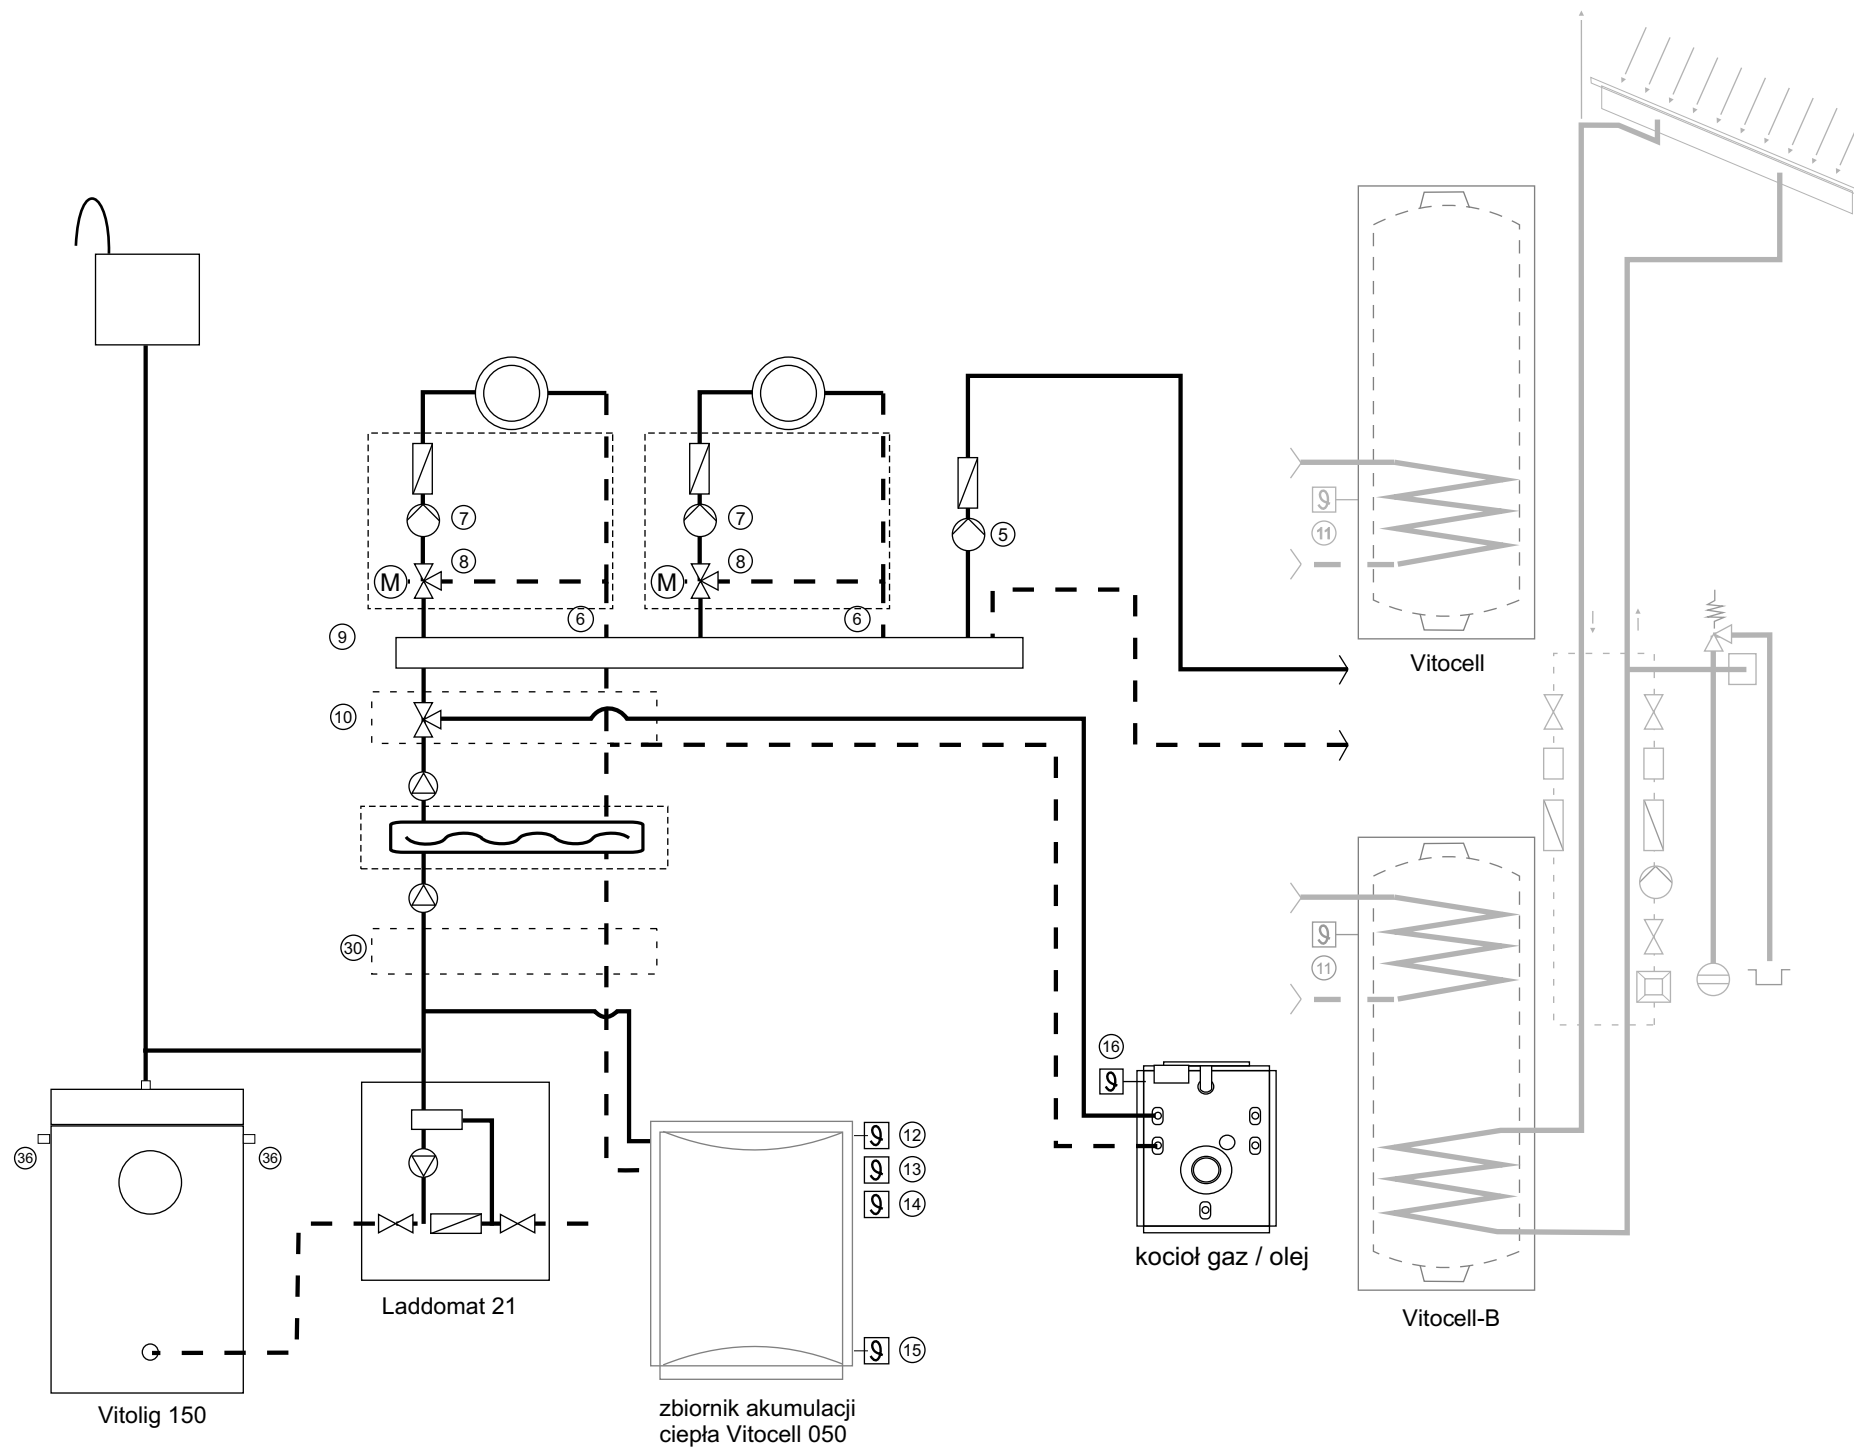 7
7
5
M
8
M
8
6
6
9
Vitocell
11
10
30
11
16
36
36
12
13
14
15
kocioł gaz / olej
Laddomat 21
Vitocell-B
Vitolig 150
zbiornik akumulacji
ciepła Vitocell 050